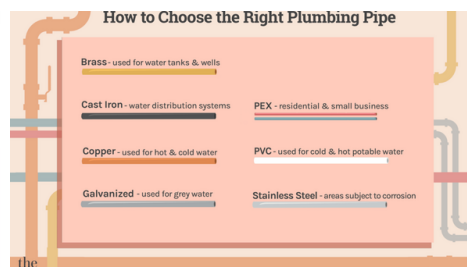 How to Choose the Right Plumbing Pipe
Brass - used for water tanks & wells
Cast Iron - water distribution systems
Copper - used for hot & cold water
Galvanized - used for grey water
PEX - residential & small business
PVC - used for cold & hot potable water
Stainless Steel - areas subject to corrosion
the